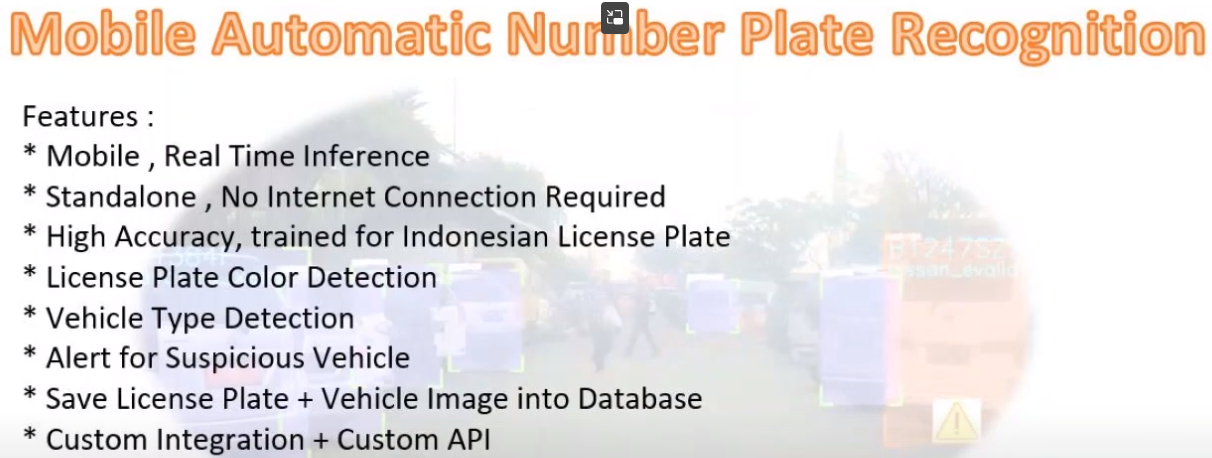 Mobile Automatic Number Plate Recognition
Features :
* Mobile , Real Time Inference
* Standalone , No Internet Connection Required
* High Accuracy, trained for Indonesian License Plate
* License Plate Color Detection
* Vehicle Type Detection
* Alert for Suspicious Vehicle
* Save License Plate + Vehicle Image into Database
* Custom Integration + Custom API